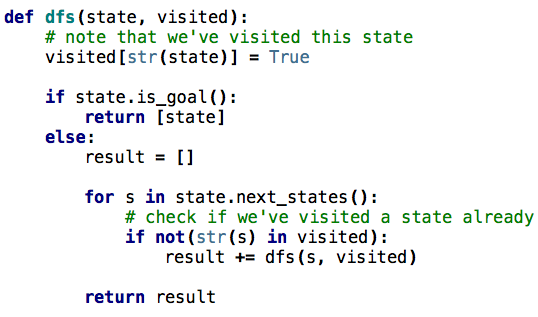 def dfs(state, visited):
    # note that we've visited this state
    visited[str(state)] = True

    if state.is_goal():
        return [state]
    else:
        result = []

        for s in state.next_states():
            # check if we've visited a state already
            if not(str(s) in visited):
                result += dfs(s, visited)

        return result